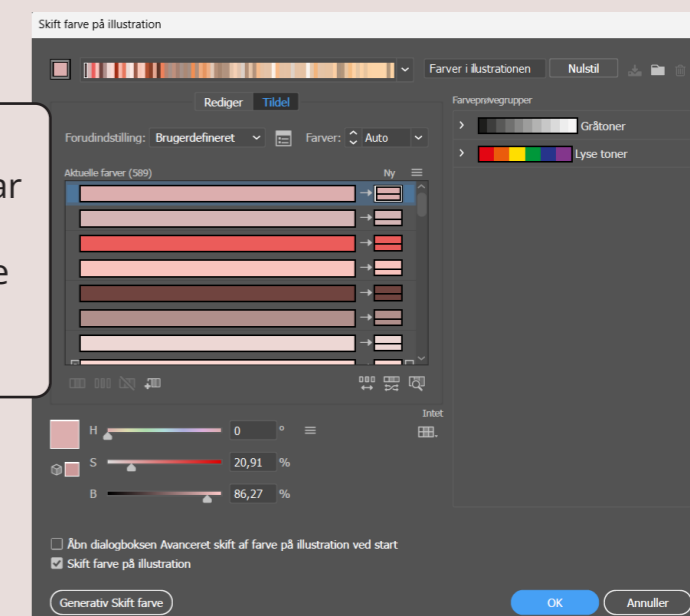 Skift farve på illustration
Farver i illustrationen Nulstil
Rediger Tildel
Farveprøvegrupper
Gråtoner
Lyse toner
Forudindstilling: Brugerdefineret Farver: Auto
Aktuelle farver (589) Ny
Intet
H 0 °
S 20,91 %
B 86,27 %
Åbn dialogboksen Avanceret skift af farve på illustration ved start
Skift farve på illustration
Generativ Skift farve OK Annuller